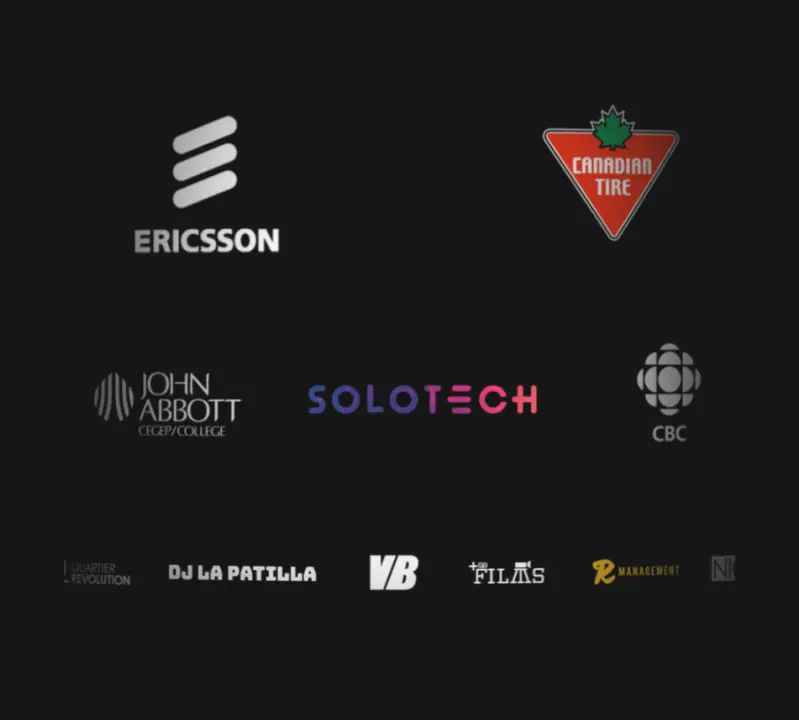 ERICSSON
CANADIAN
TIRE
JOHN
ABBOTT
CEGEP/COLLEGE
SOLOTECH
CBC
QUARTIER
REVOLUTION
DJ LA PATILLA
VB
FILMS
R MANAGEMENT